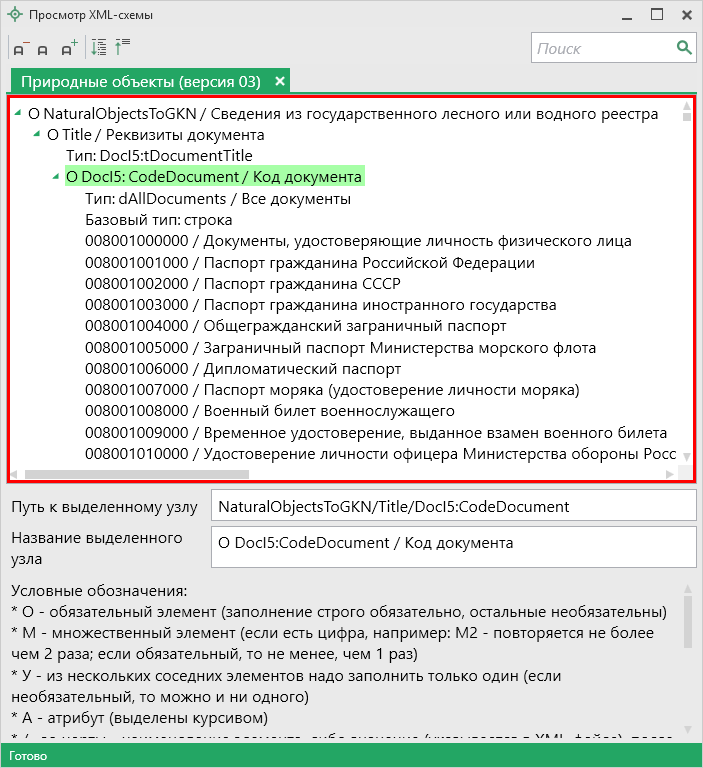 Просмотр XML-схемы
Поиск
Природные объекты (версия 03)
О NaturalObjectsToGKN / Сведения из государственного лесного или водного реестра
О Title / Реквизиты документа
Тип: DocI5:tDocumentTitle
О DocI5: CodeDocument / Код документа
Тип: dAllDocuments / Все документы
Базовый тип: строка
008001000000 / Документы, удостоверяющие личность физического лица
008001001000 / Паспорт гражданина Российской Федерации
008001002000 / Паспорт гражданина СССР
008001003000 / Паспорт гражданина иностранного государства
008001004000 / Общегражданский заграничный паспорт
008001005000 / Заграничный паспорт Министерства морского флота
008001006000 / Дипломатический паспорт
008001007000 / Паспорт моряка (удостоверение личности моряка)
008001008000 / Военный билет военнослужащего
008001009000 / Временное удостоверение, выданное взамен военного билета
008001010000 / Удостоверение личности офицера Министерства обороны Росс
Путь к выделенному узлу
NaturalObjectsToGKN/Title/DocI5:CodeDocument
Название выделенного
узла
О DocI5:CodeDocument / Код документа
Условные обозначения:
* О - обязательный элемент (заполнение строго обязательно, остальные необязательны)
* М - множественный элемент (если есть цифра, например: М2 - повторяется не более
чем 2 раза; если обязательный, то не менее, чем 1 раз)
* У - из нескольких соседних элементов надо заполнить только один (если
необязательный, то можно и ни одного)
* А - атрибут (выделены курсивом)
Готово